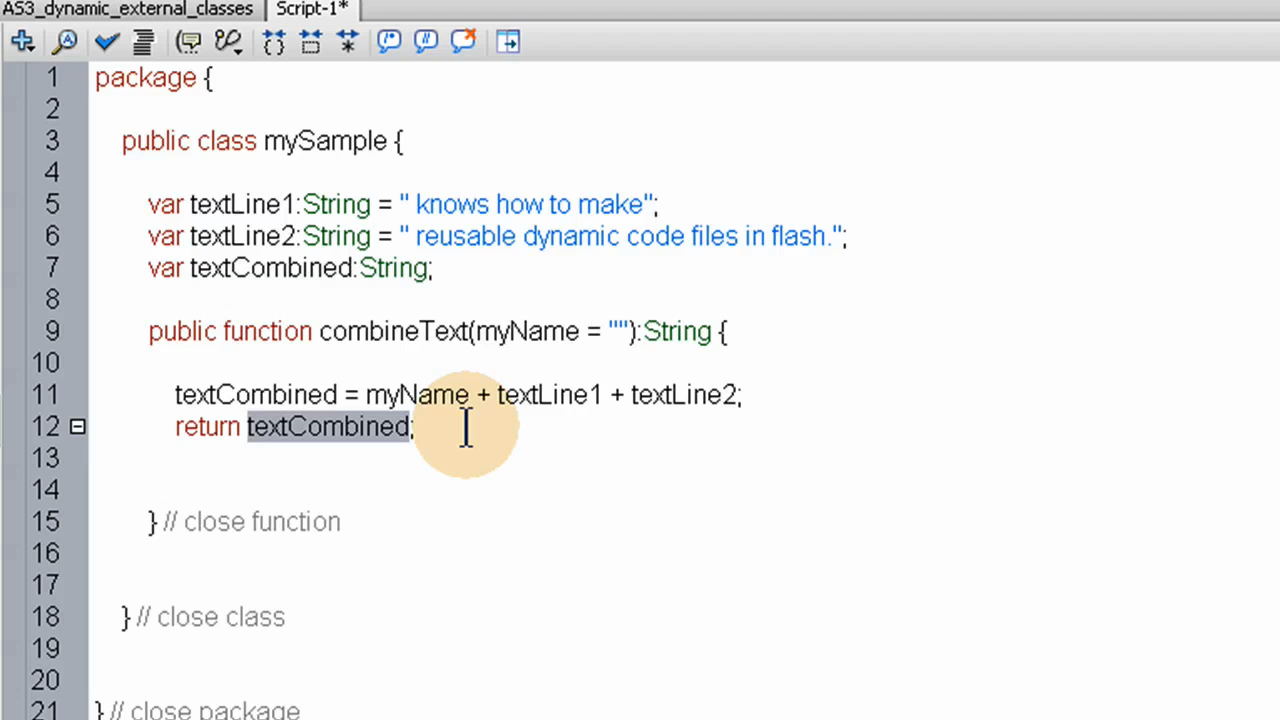 AS3_dynamic_external_classes Script-1*
1 package {
2
3 public class mySample {
4
5 var textLine1:String = " knows how to make";
6 var textLine2:String = " reusable dynamic code files in flash.";
7 var textCombined:String;
8
9 public function combineText(myName = ""):String {
10
11 textCombined = myName + textLine1 + textLine2;
12 return textCombined;
13
14
15 } // close function
16
17
18 } // close class
19
20
21 } // close package